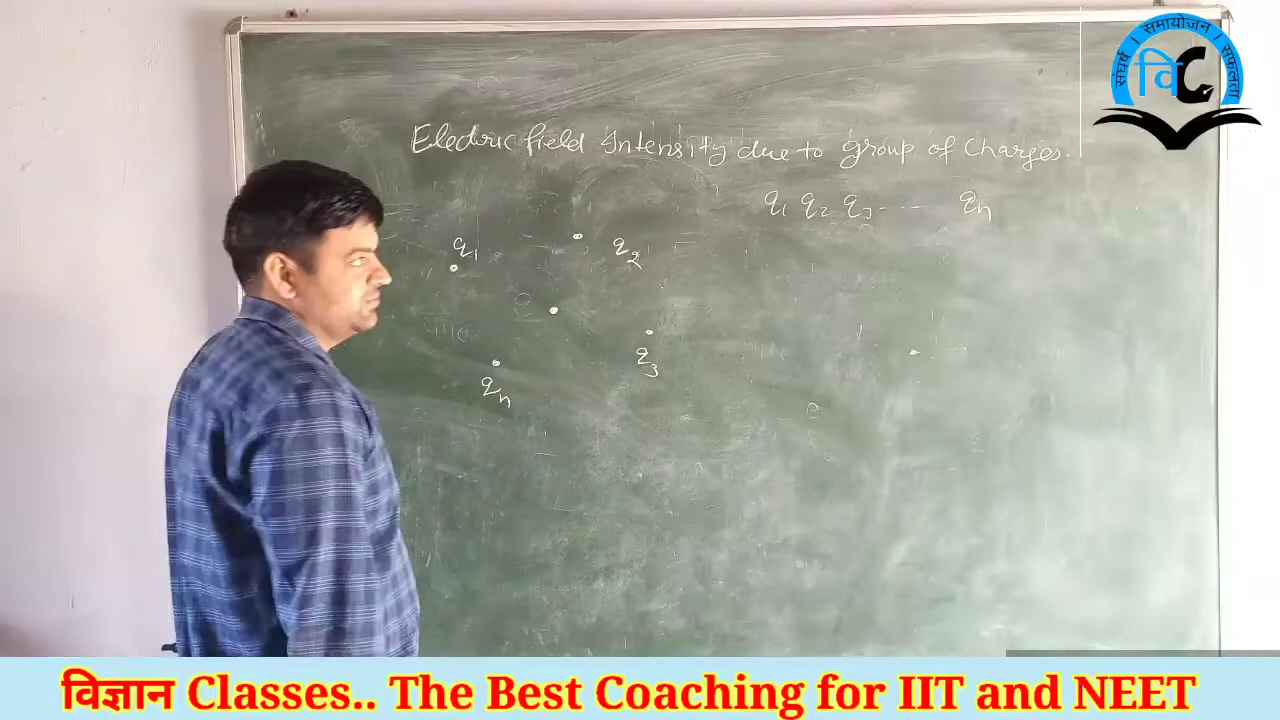 संघर्ष । समायोजन । सफलता
वि C
Electric field Intensity due to group of charges.
q1 q2 q3 ---- qn
q1
q2
q3
qn
विज्ञान Classes.. The Best Coaching for IIT and NEET